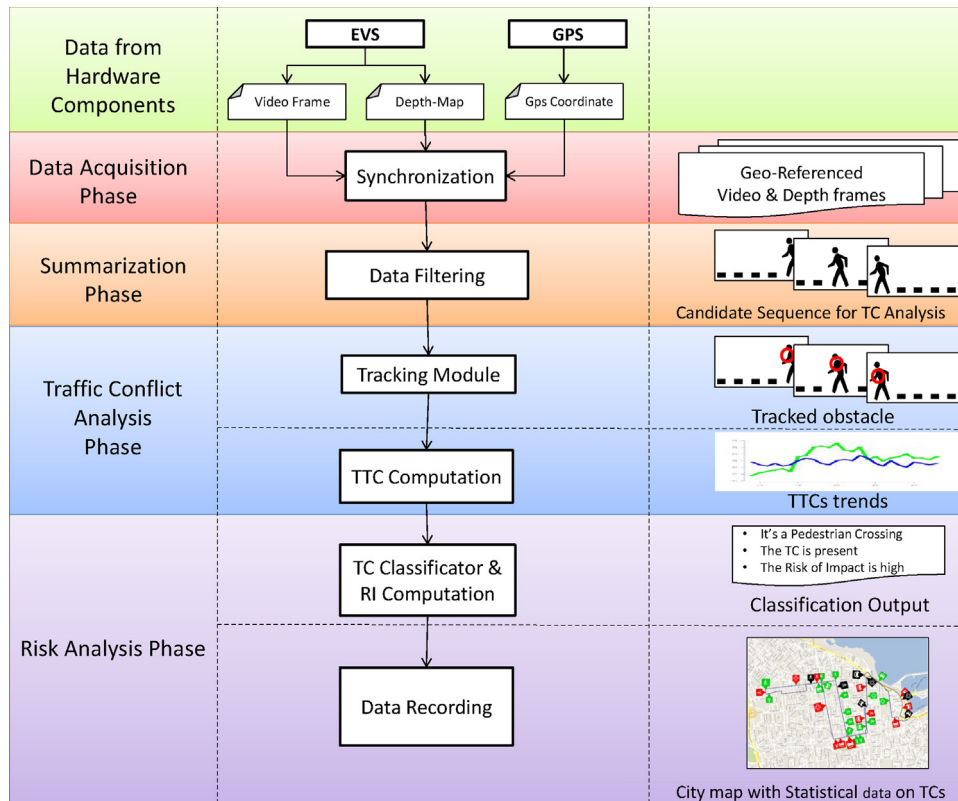 Data from
Hardware
Components
EVS
GPS
Video Frame
Depth-Map
Gps Coordinate
Data Acquisition
Phase
Synchronization
Geo-Referenced
Video & Depth frames
Summarization
Phase
Data Filtering
Candidate Sequence for TC Analysis
Traffic Conflict
Analysis
Phase
Tracking Module
Tracked obstacle
TTC Computation
TTCs trends
Risk Analysis Phase
TC Classificator &
RI Computation
• It's a Pedestrian Crossing
• The TC is present
• The Risk of Impact is high
Classification Output
Data Recording
City map with Statistical data on TCs